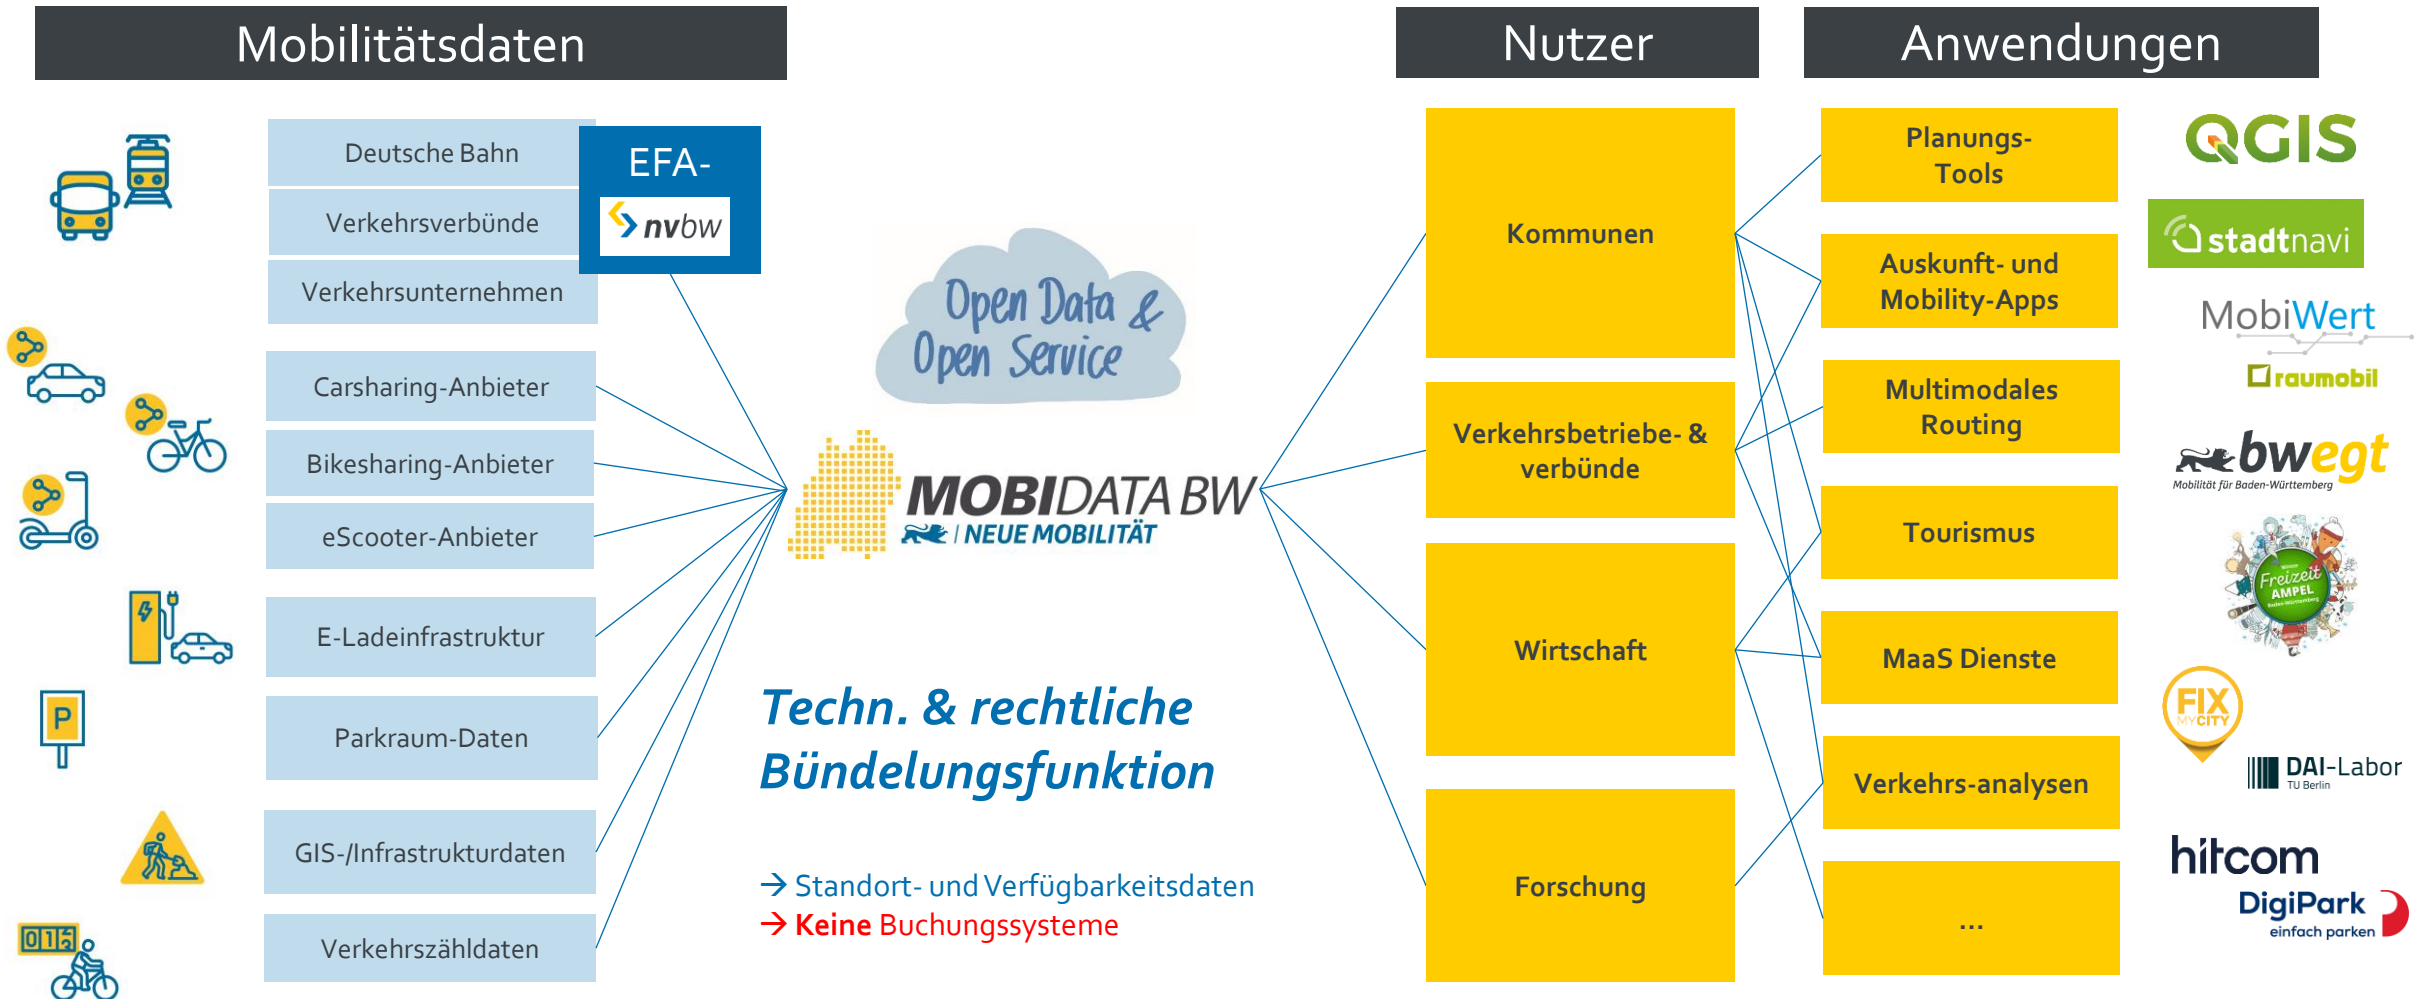 Mobilitätsdaten
Nutzer
Anwendungen
Deutsche Bahn
Verkehrsverbünde
Verkehrsunternehmen
EFA-
nvbw
Carsharing-Anbieter
Bikesharing-Anbieter
eScooter-Anbieter
E-Ladeinfrastruktur
P
Parkraum-Daten
GIS-/Infrastrukturdaten
Verkehrszähldaten
Open Data &
Open Service
MOBIDATA BW
NEUE MOBILITÄT
Techn. & rechtliche
Bündelungsfunktion
→ Standort- und Verfügbarkeitsdaten
→ Keine Buchungssysteme
Kommunen
Verkehrsbetriebe- &
verbünde
Wirtschaft
Forschung
Planungs-
Tools
Auskunft- und
Mobility-Apps
Multimodales
Routing
Tourismus
MaaS Dienste
Verkehrs-analysen
...
QGIS
stadtnavi
MobiWert
raumobil
bwegt
Mobilität für Baden-Württemberg
Freizeit
AMPEL
Baden-Württemberg
FIX
MYCITY
DAI-Labor
TU Berlin
hitcom
DigiPark
einfach parken